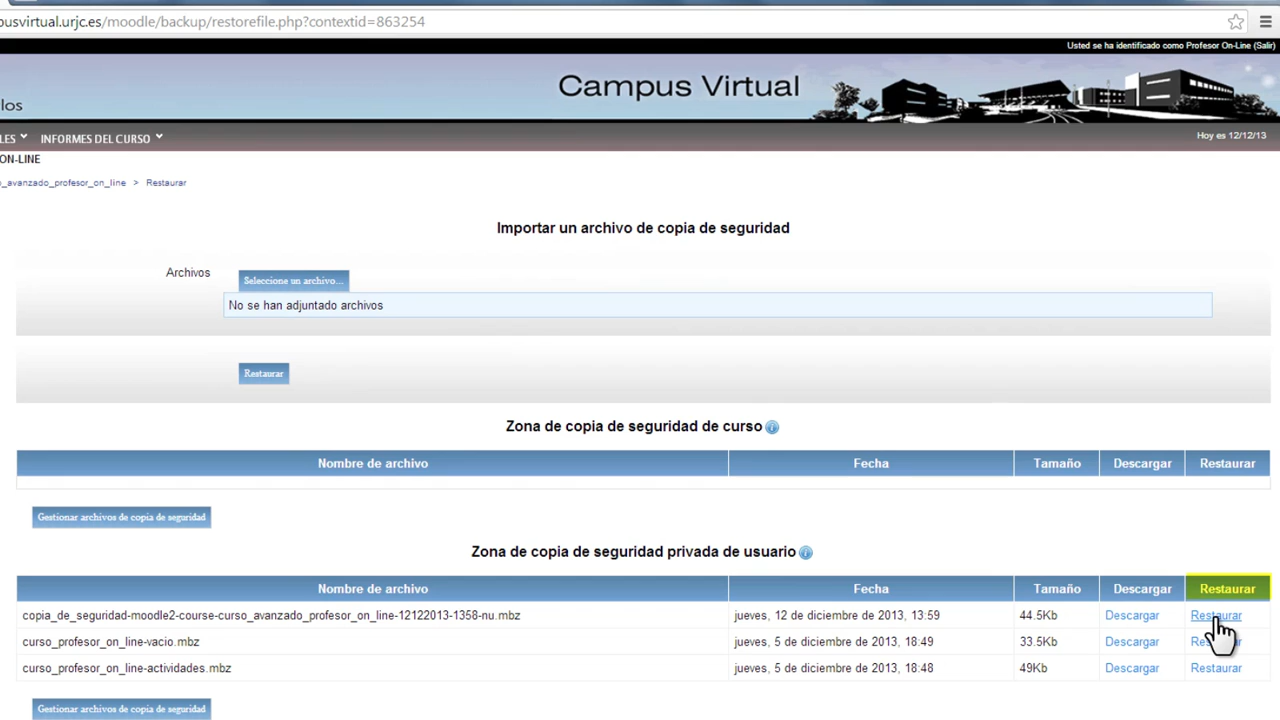 ousvirtual.urjc.es/moodle/backup/restorefile.php?contextid=863254
Usted se ha identificado como Profesor On-Line (Salir)
Campus Virtual
los
LES INFORMES DEL CURSO
Hoy es 12/12/13
ON-LINE
_avanzado_profesor_on_line > Restaurar
Importar un archivo de copia de seguridad
Archivos
Seleccione un archivo...
No se han adjuntado archivos
Restaurar
Zona de copia de seguridad de curso
Nombre de archivo Fecha Tamaño Descargar Restaurar
Gestionar archivos de copia de seguridad
Zona de copia de seguridad privada de usuario
Nombre de archivo Fecha Tamaño Descargar Restaurar
copia_de_seguridad-moodle2-course-curso_avanzado_profesor_on_line-12122013-1358-nu.mbz jueves, 12 de diciembre de 2013, 13:59 44.5Kb Descargar Restaurar
curso_profesor_on_line-vacio.mbz jueves, 5 de diciembre de 2013, 18:49 33.5Kb Descargar
curso_profesor_on_line-actividades.mbz jueves, 5 de diciembre de 2013, 18:48 49Kb Descargar Restaurar
Gestionar archivos de copia de seguridad